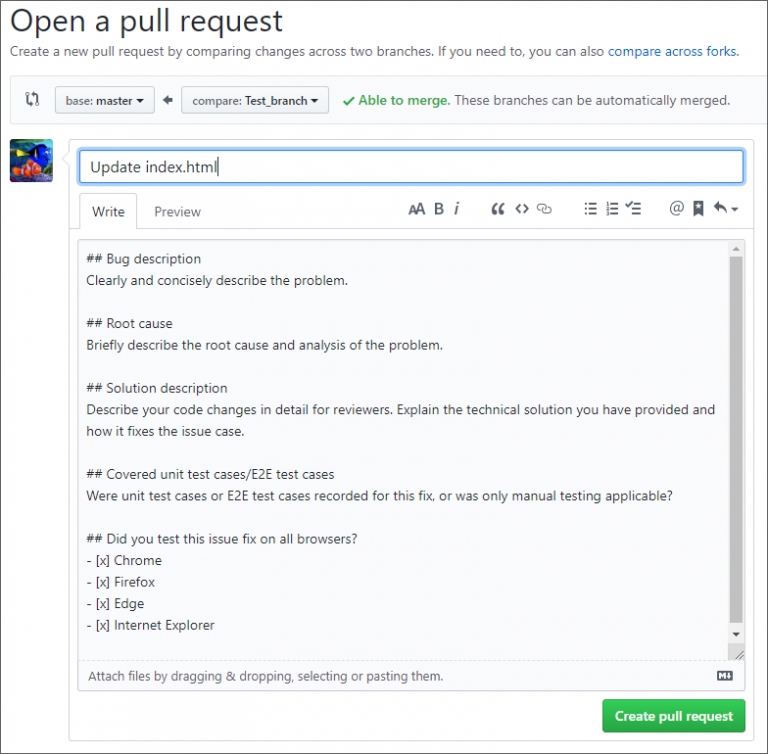 Open a pull request
Create a new pull request by comparing changes across two branches. If you need to, you can also compare across forks.
base: master compare: Test_branch Able to merge. These branches can be automatically merged.
Update index.html
Write Preview AA B i @
## Bug description
Clearly and concisely describe the problem.
## Root cause
Briefly describe the root cause and analysis of the problem.
## Solution description
Describe your code changes in detail for reviewers. Explain the technical solution you have provided and
how it fixes the issue case.
## Covered unit test cases/E2E test cases
Were unit test cases or E2E test cases recorded for this fix, or was only manual testing applicable?
## Did you test this issue fix on all browsers?
- [x] Chrome
- [x] Firefox
- [x] Edge
- [x] Internet Explorer
Attach files by dragging & dropping, selecting or pasting them.
Create pull request